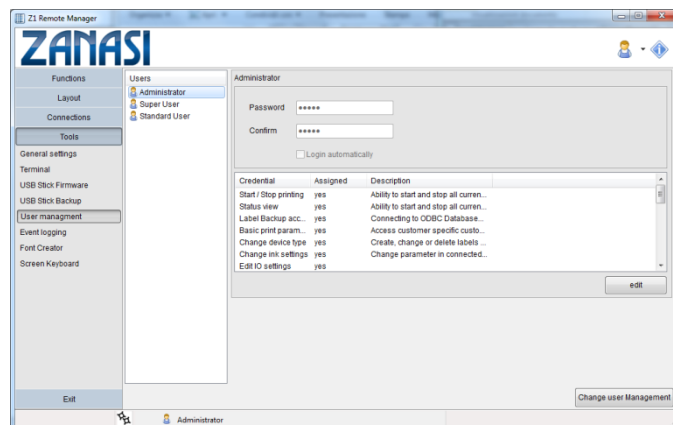 Z1 Remote Manager
ZANASI
Functions
Layout
Connections
Tools
General settings
Terminal
USB Stick Firmware
USB Stick Backup
User managment
Event logging
Font Creator
Screen Keyboard
Exit
Users
Administrator
Super User
Standard User
Administrator
Password *****
Confirm *****
Login automatically
Credential Assigned Description
Start / Stop printing yes Ability to start and stop all curren...
Status view yes Ability to start and stop all curren...
Label Backup acc... yes Connecting to ODBC Database...
Basic print param... yes Access customer specific custo...
Change device type yes Create, change or delete labels ...
Change ink settings yes Change parameter in connected...
Edit IO settings yes
edit
Change user Management
Administrator